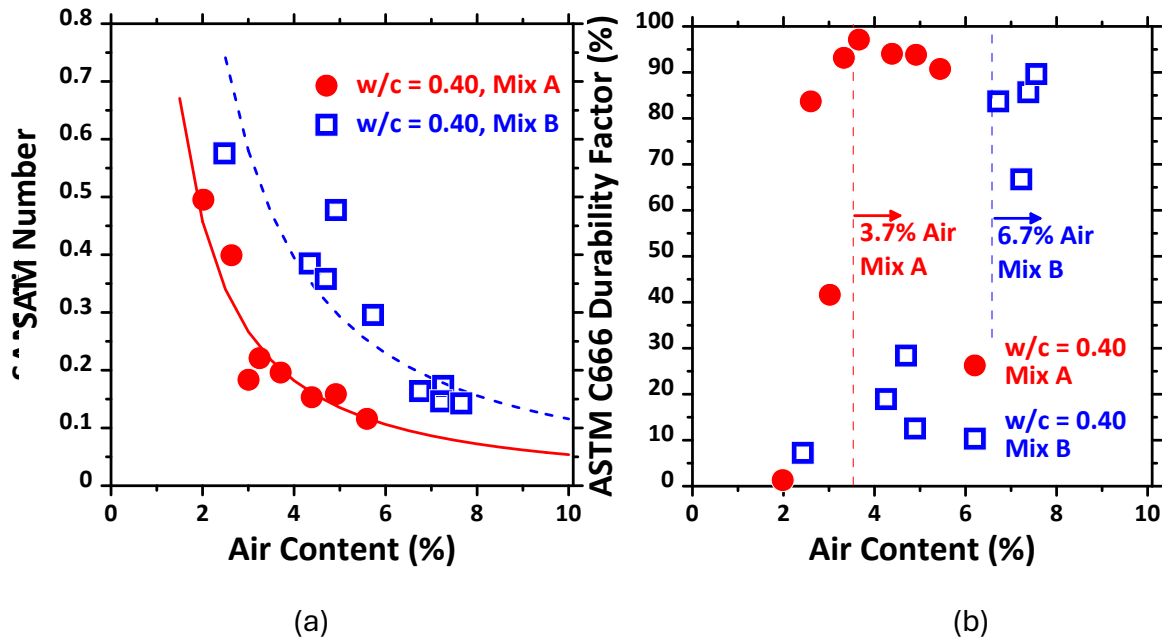 0.8
0.7
0.6
0.5
0.4
0.3
0.2
0.1
0
Number
w/c = 0.40, Mix A
w/c = 0.40, Mix B
0 2 4 6 8 10
Air Content (%)
(a)
100
90
80
70
60
50
40
30
20
10
0
ASTM C666 Durability Factor (%)
3.7% Air
Mix A
6.7% Air
Mix B
w/c = 0.40
Mix A
w/c = 0.40
Mix B
0 2 4 6 8 10
Air Content (%)
(b)